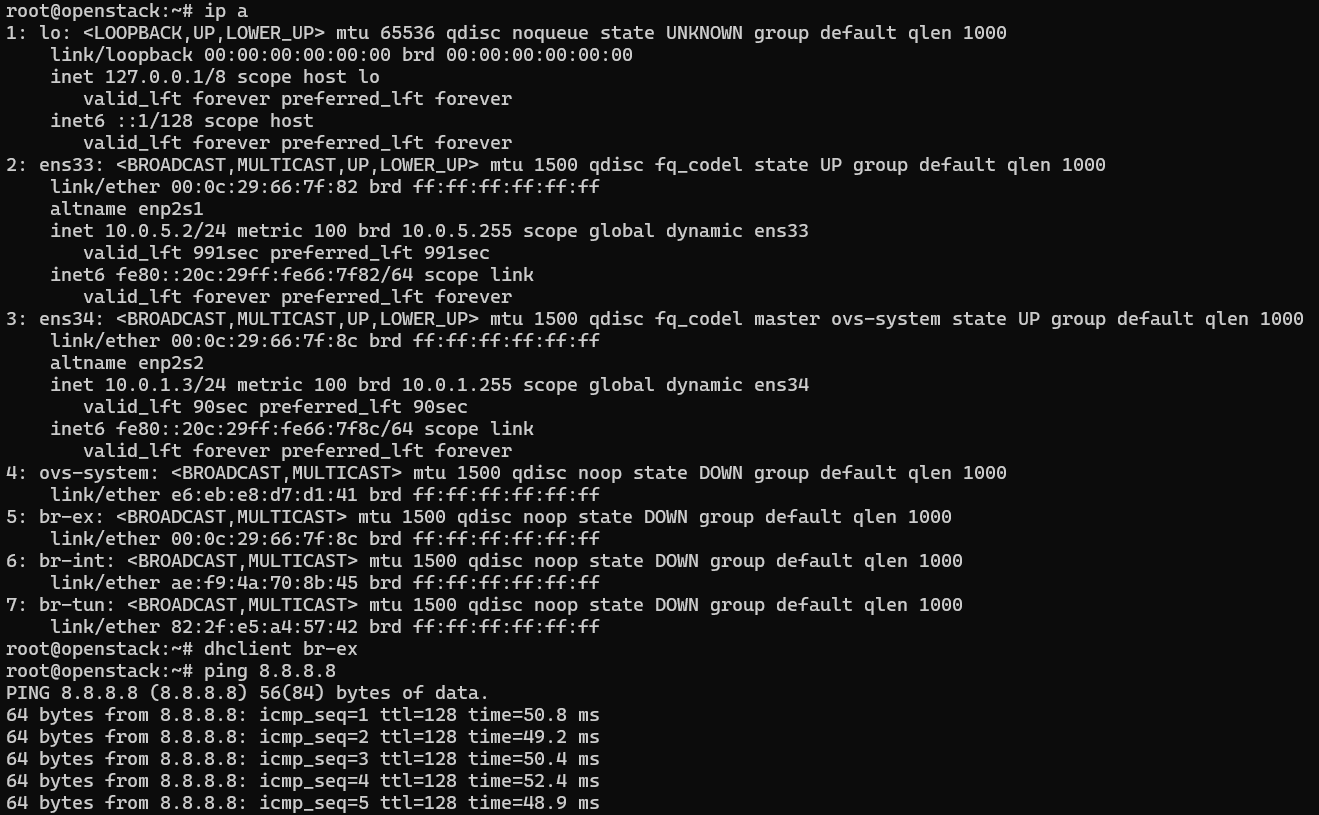 root@openstack:~# ip a
1: lo: <LOOPBACK,UP,LOWER_UP> mtu 65536 qdisc noqueue state UNKNOWN group default qlen 1000
    link/loopback 00:00:00:00:00:00 brd 00:00:00:00:00:00
    inet 127.0.0.1/8 scope host lo
       valid_lft forever preferred_lft forever
    inet6 ::1/128 scope host
       valid_lft forever preferred_lft forever
2: ens33: <BROADCAST,MULTICAST,UP,LOWER_UP> mtu 1500 qdisc fq_codel state UP group default qlen 1000
    link/ether 00:0c:29:66:7f:82 brd ff:ff:ff:ff:ff:ff
    altname enp2s1
    inet 10.0.5.2/24 metric 100 brd 10.0.5.255 scope global dynamic ens33
       valid_lft 991sec preferred_lft 991sec
    inet6 fe80::20c:29ff:fe66:7f82/64 scope link
       valid_lft forever preferred_lft forever
3: ens34: <BROADCAST,MULTICAST,UP,LOWER_UP> mtu 1500 qdisc fq_codel master ovs-system state UP group default qlen 1000
    link/ether 00:0c:29:66:7f:8c brd ff:ff:ff:ff:ff:ff
    altname enp2s2
    inet 10.0.1.3/24 metric 100 brd 10.0.1.255 scope global dynamic ens34
       valid_lft 90sec preferred_lft 90sec
    inet6 fe80::20c:29ff:fe66:7f8c/64 scope link
       valid_lft forever preferred_lft forever
4: ovs-system: <BROADCAST,MULTICAST> mtu 1500 qdisc noop state DOWN group default qlen 1000
    link/ether e6:eb:e8:d7:d1:41 brd ff:ff:ff:ff:ff:ff
5: br-ex: <BROADCAST,MULTICAST> mtu 1500 qdisc noop state DOWN group default qlen 1000
    link/ether 00:0c:29:66:7f:8c brd ff:ff:ff:ff:ff:ff
6: br-int: <BROADCAST,MULTICAST> mtu 1500 qdisc noop state DOWN group default qlen 1000
    link/ether ae:f9:4a:70:8b:45 brd ff:ff:ff:ff:ff:ff
7: br-tun: <BROADCAST,MULTICAST> mtu 1500 qdisc noop state DOWN group default qlen 1000
    link/ether 82:2f:e5:a4:57:42 brd ff:ff:ff:ff:ff:ff
root@openstack:~# dhclient br-ex
root@openstack:~# ping 8.8.8.8
PING 8.8.8.8 (8.8.8.8) 56(84) bytes of data.
64 bytes from 8.8.8.8: icmp_seq=1 ttl=128 time=50.8 ms
64 bytes from 8.8.8.8: icmp_seq=2 ttl=128 time=49.2 ms
64 bytes from 8.8.8.8: icmp_seq=3 ttl=128 time=50.4 ms
64 bytes from 8.8.8.8: icmp_seq=4 ttl=128 time=52.4 ms
64 bytes from 8.8.8.8: icmp_seq=5 ttl=128 time=48.9 ms